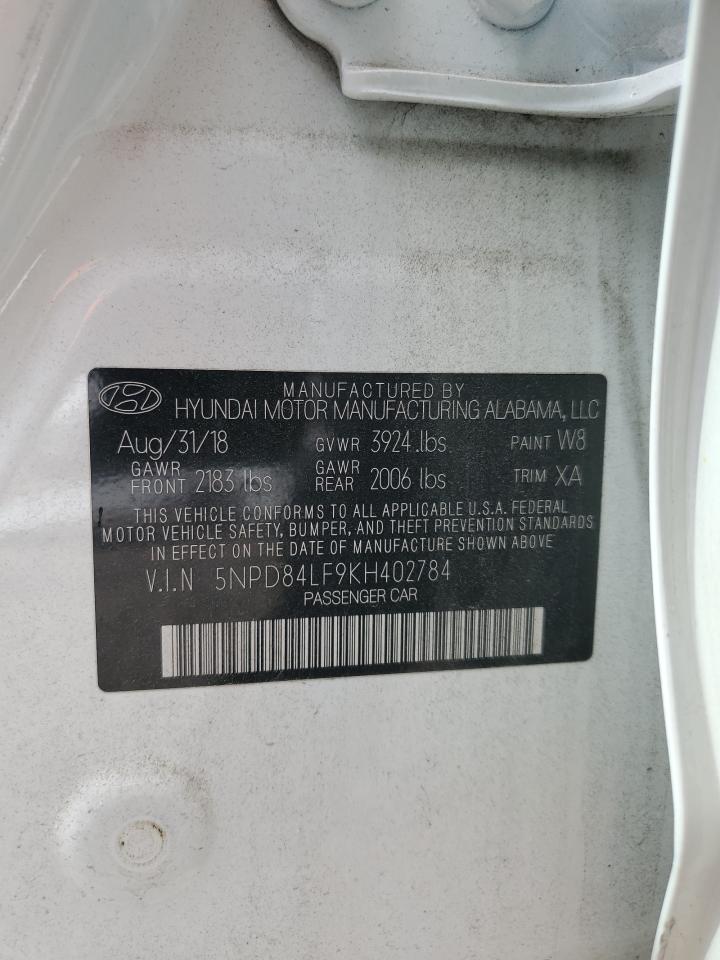 MANUFACTURED BY
HYUNDAI MOTOR MANUFACTURING ALABAMA, LLC
Aug/31/18 GVWR 3924 lbs PAINT W8
GAWR FRONT 2183 lbs GAWR REAR 2006 lbs TRIM XA
THIS VEHICLE CONFORMS TO ALL APPLICABLE U.S.A. FEDERAL
MOTOR VEHICLE SAFETY, BUMPER, AND THEFT PREVENTION STANDARDS
IN EFFECT ON THE DATE OF MANUFACTURE SHOWN ABOVE.
V.I.N 5NPD84LF9KH402784
PASSENGER CAR